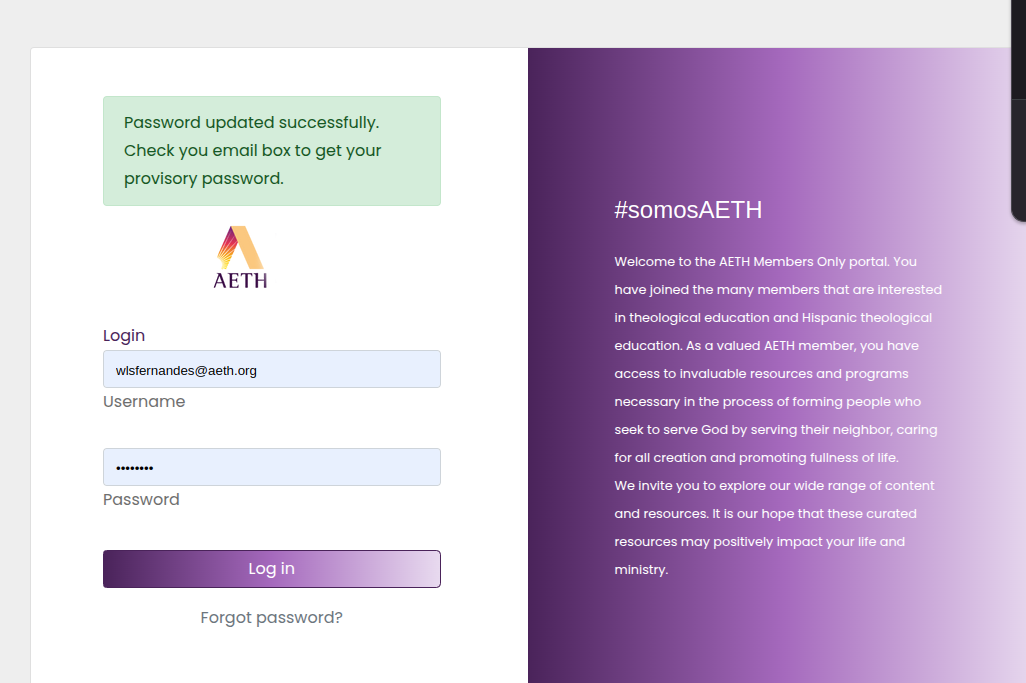 Password updated successfully.
Check you email box to get your
provisory password.
AETH
Login
wlsfernandes@aeth.org
Username
••••••••
Password
Log in
Forgot password?
#somosAETH
Welcome to the AETH Members Only portal. You
have joined the many members that are interested
in theological education and Hispanic theological
education. As a valued AETH member, you have
access to invaluable resources and programs
necessary in the process of forming people who
seek to serve God by serving their neighbor, caring
for all creation and promoting fullness of life.
We invite you to explore our wide range of content
and resources. It is our hope that these curated
resources may positively impact your life and
ministry.